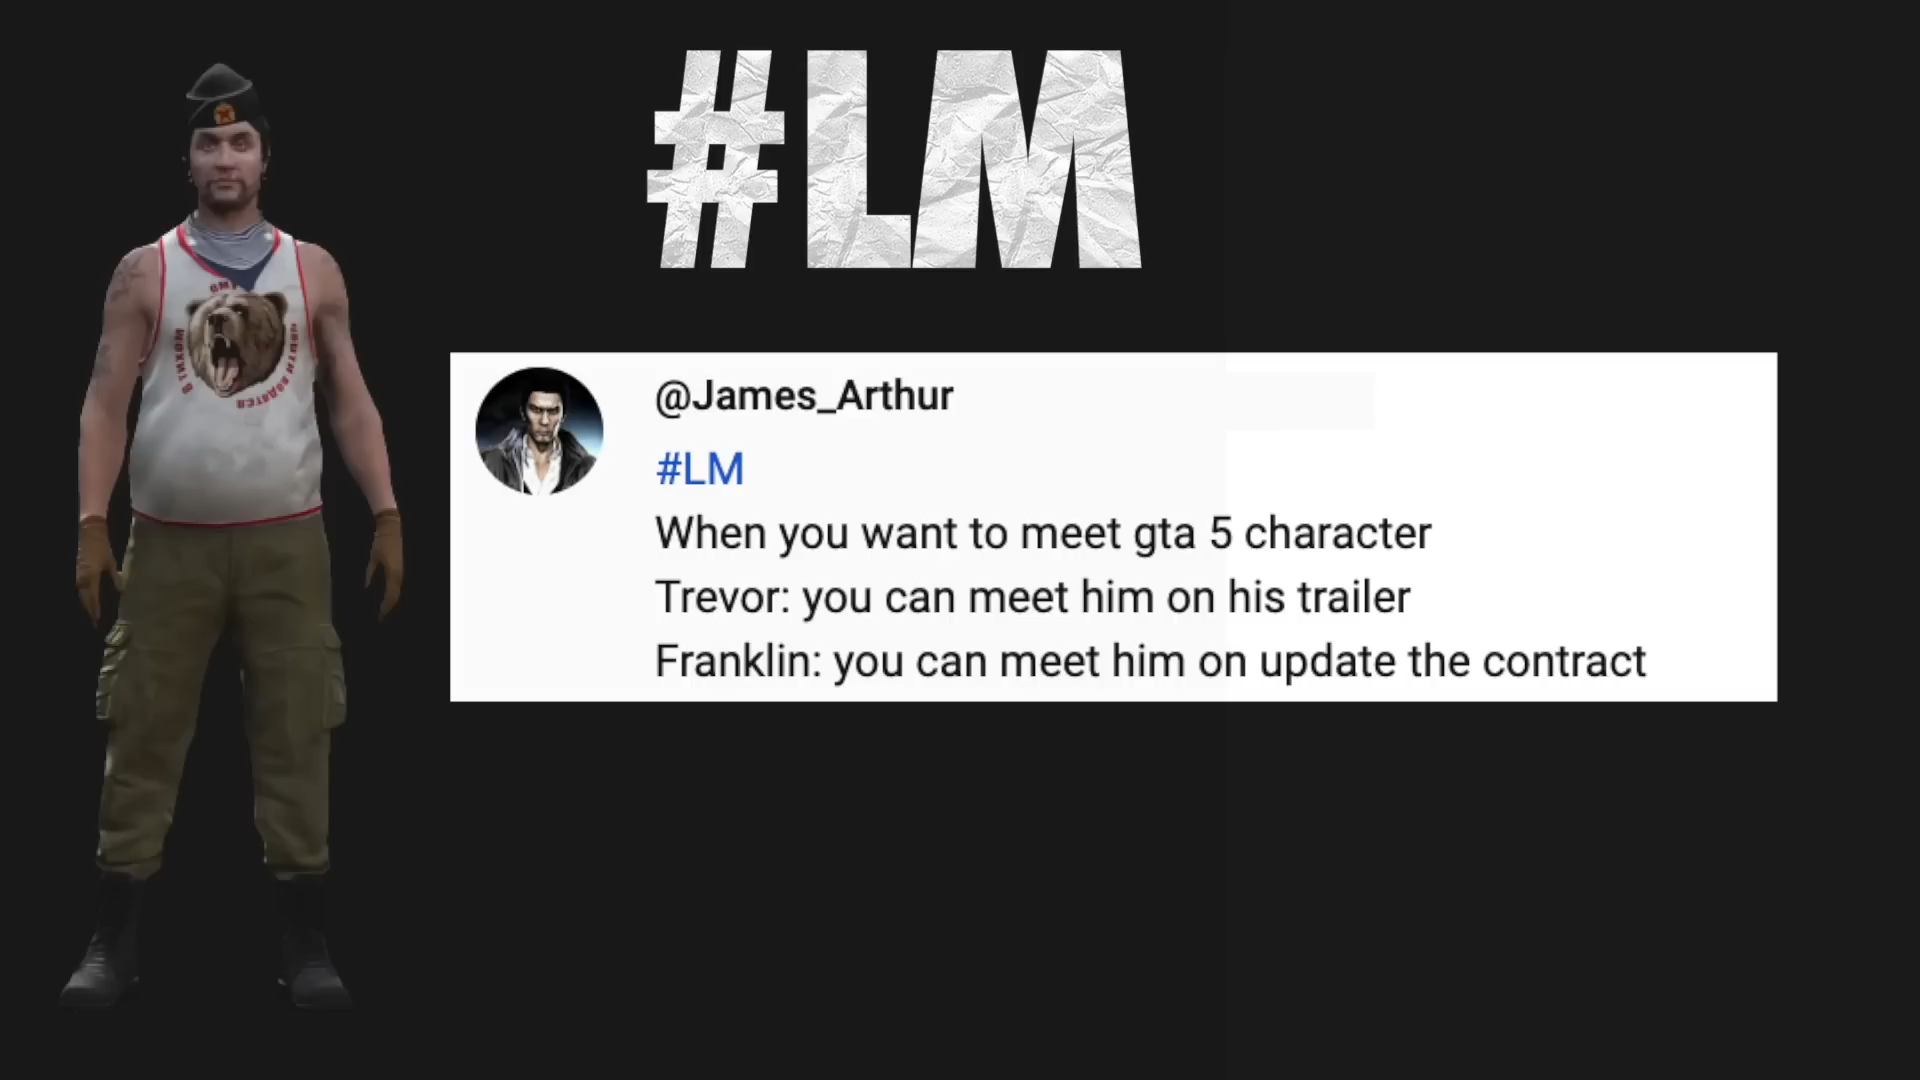 #LM
@James_Arthur
#LM
When you want to meet gta 5 character
Trevor: you can meet him on his trailer
Franklin: you can meet him on update the contract